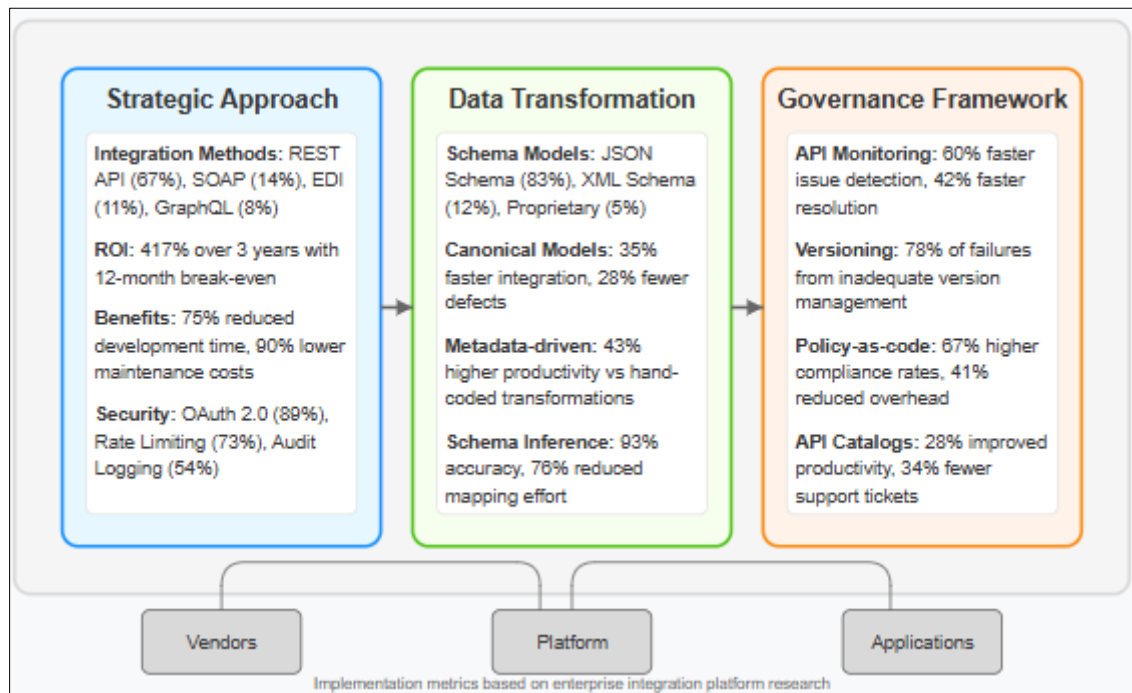 Strategic Approach
Integration Methods: REST
API (67%), SOAP (14%), EDI
(11%), GraphQL (8%)
ROI: 417% over 3 years with
12-month break-even
Benefits: 75% reduced
development time, 90% lower
maintenance costs
Security: OAuth 2.0 (89%),
Rate Limiting (73%), Audit
Logging (54%)
Data Transformation
Schema Models: JSON
Schema (83%), XML Schema
(12%), Proprietary (5%)
Canonical Models: 35%
faster integration, 28% fewer
defects
Metadata-driven: 43%
higher productivity vs hand-
coded transformations
Schema Inference: 93%
accuracy, 76% reduced
mapping effort
Governance Framework
API Monitoring: 60% faster
issue detection, 42% faster
resolution
Versioning: 78% of failures
from inadequate version
management
Policy-as-code: 67% higher
compliance rates, 41%
reduced overhead
API Catalogs: 28% improved
productivity, 34% fewer
support tickets
Vendors
Platform
Applications
Implementation metrics based on enterprise integration platform research